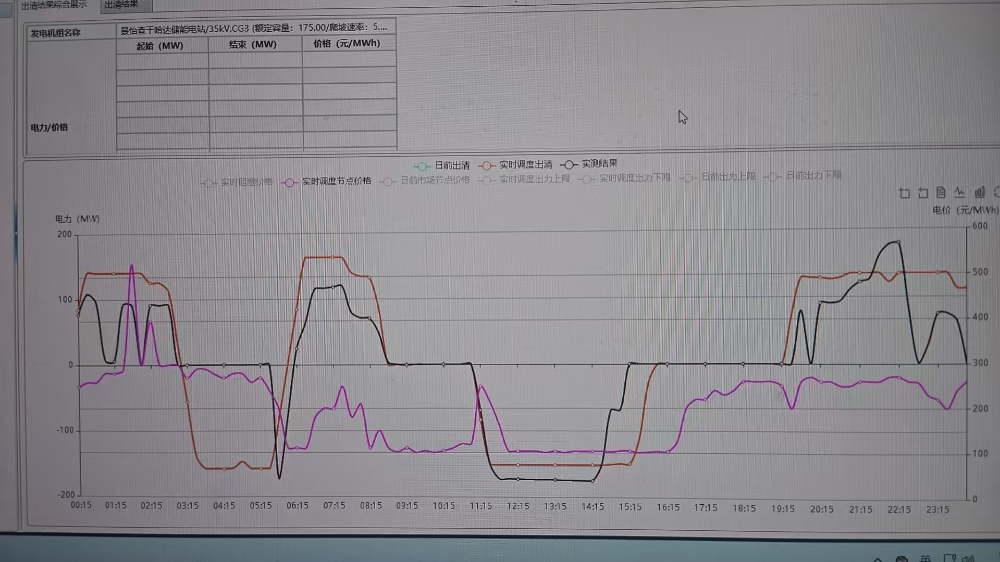 出清结果综合展示 出清结果
发电机组名称 景怡查干哈达储能电站/35kV.CG3 (额定容量：175.00/爬坡速率：5....
起始（MW） 结束（MW） 价格（元/MWh）
电力/价格
日前出清 实时调度出清 实测结果
实时阻塞价格 实时调度节点价格 日前市场节点价格 实时调度出力上限 实时调度出力下限 日前出力上限 日前出力下限
电力（MW） 电价（元/MWh）
200 600
500
100
400
0 300
200
-100
100
-200 0
00:15 01:15 02:15 03:15 04:15 05:15 06:15 07:15 08:15 09:15 10:15 11:15 12:15 13:15 14:15 15:15 16:15 17:15 18:15 19:15 20:15 21:15 22:15 23:15
英